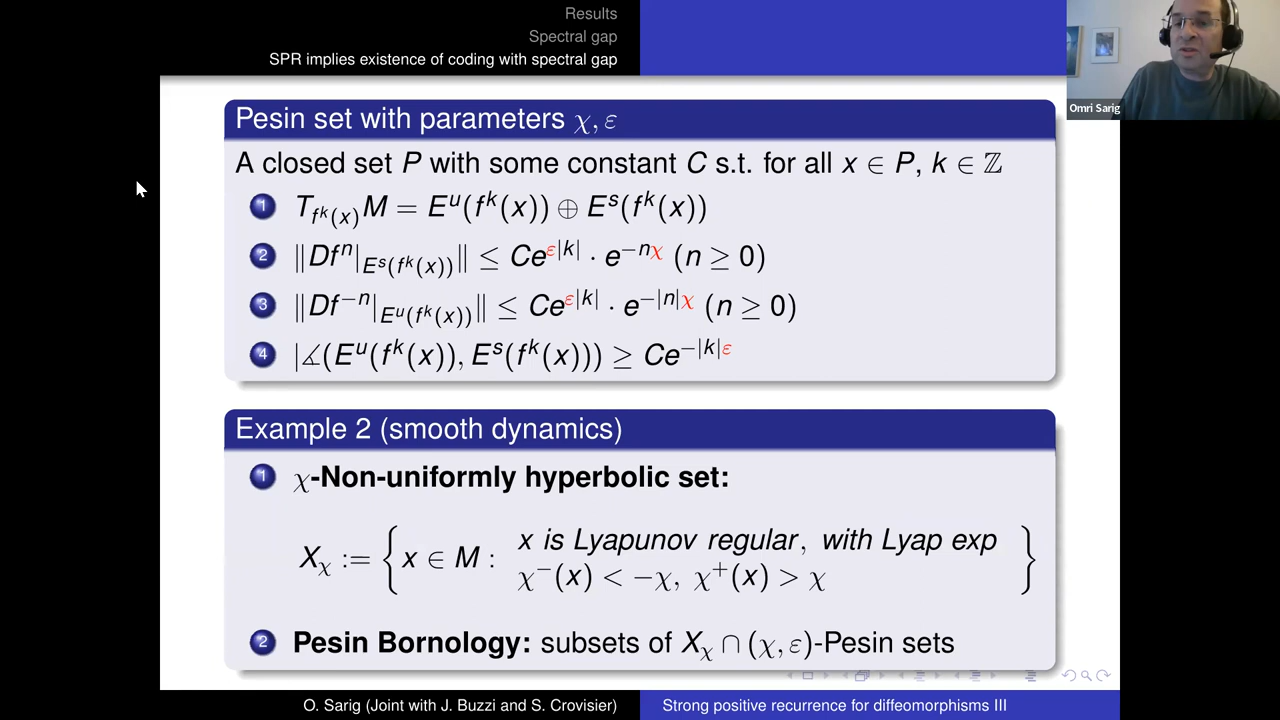 Results
Spectral gap
SPR implies existence of coding with spectral gap
Omri Sarig
Pesin set with parameters χ, ε
A closed set P with some constant C s.t. for all x ∈ P, k ∈ ℤ
1 T_{f^k(x)}M = E^u(f^k(x)) ⊕ E^s(f^k(x))
2 ‖Df^n|_{E^s(f^k(x))}‖ ≤ Ce^{ε|k|} · e^{−nχ} (n ≥ 0)
3 ‖Df^{−n}|_{E^u(f^k(x))}‖ ≤ Ce^{ε|k|} · e^{−|n|χ} (n ≥ 0)
4 |∡(E^u(f^k(x)), E^s(f^k(x))) ≥ Ce^{−|k|ε}
Example 2 (smooth dynamics)
1 χ-Non-uniformly hyperbolic set:
X_χ := { x ∈ M : x is Lyapunov regular, with Lyap exp
χ^−(x) < −χ, χ^+(x) > χ }
2 Pesin Bornology: subsets of X_χ ∩ (χ, ε)-Pesin sets
O. Sarig (Joint with J. Buzzi and S. Crovisier)
Strong positive recurrence for diffeomorphisms III